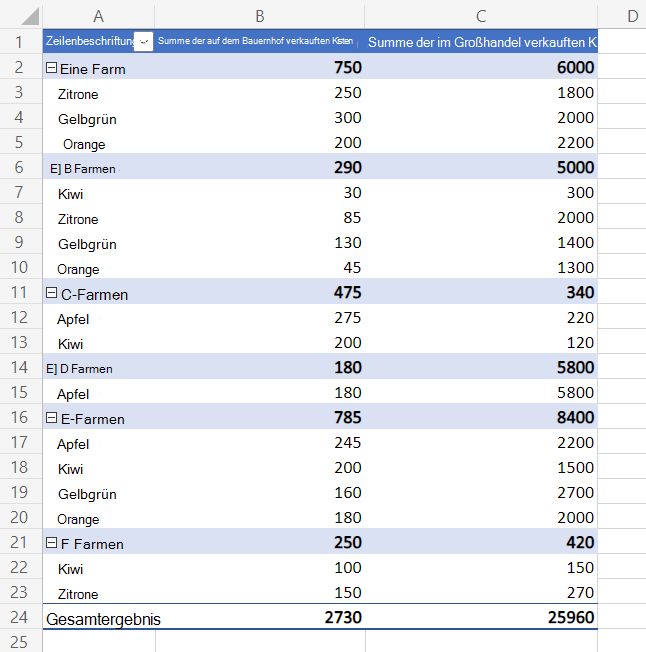 A B C D
1 Zeilenbeschriftung Summe der auf dem Bauernhof verkauften Kisten Summe der im Großhandel verkauften K
2 Eine Farm 750 6000
3 Zitrone 250 1800
4 Gelbgrün 300 2000
5 Orange 200 2200
6 E] B Farmen 290 5000
7 Kiwi 30 300
8 Zitrone 85 2000
9 Gelbgrün 130 1400
10 Orange 45 1300
11 C-Farmen 475 340
12 Apfel 275 220
13 Kiwi 200 120
14 E] D Farmen 180 5800
15 Apfel 180 5800
16 E-Farmen 785 8400
17 Apfel 245 2200
18 Kiwi 200 1500
19 Gelbgrün 160 2700
20 Orange 180 2000
21 F Farmen 250 420
22 Kiwi 100 150
23 Zitrone 150 270
24 Gesamtergebnis 2730 25960
25